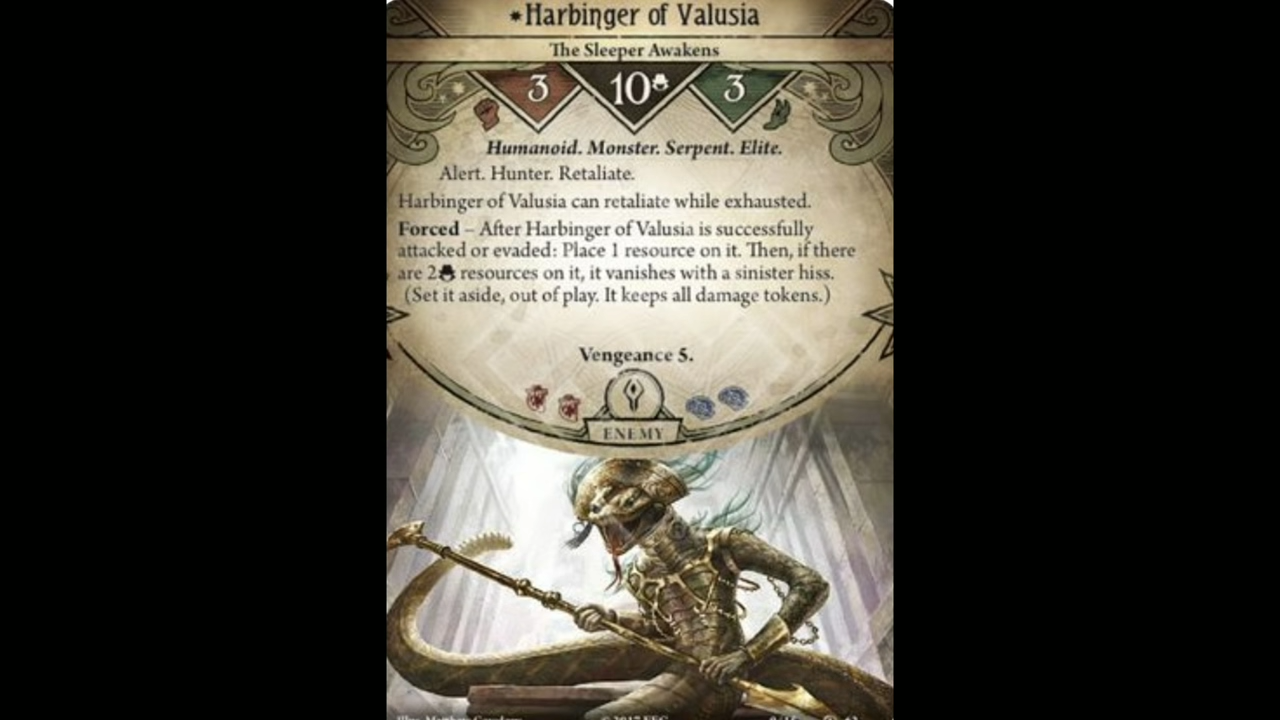 Harbinger of Valusia
The Sleeper Awakens
3 10 3
Humanoid. Monster. Serpent. Elite.
Alert. Hunter. Retaliate.
Harbinger of Valusia can retaliate while exhausted.
Forced – After Harbinger of Valusia is successfully
attacked or evaded: Place 1 resource on it. Then, if there
are 2 resources on it, it vanishes with a sinister hiss.
(Set it aside, out of play. It keeps all damage tokens.)
Vengeance 5.
ENEMY